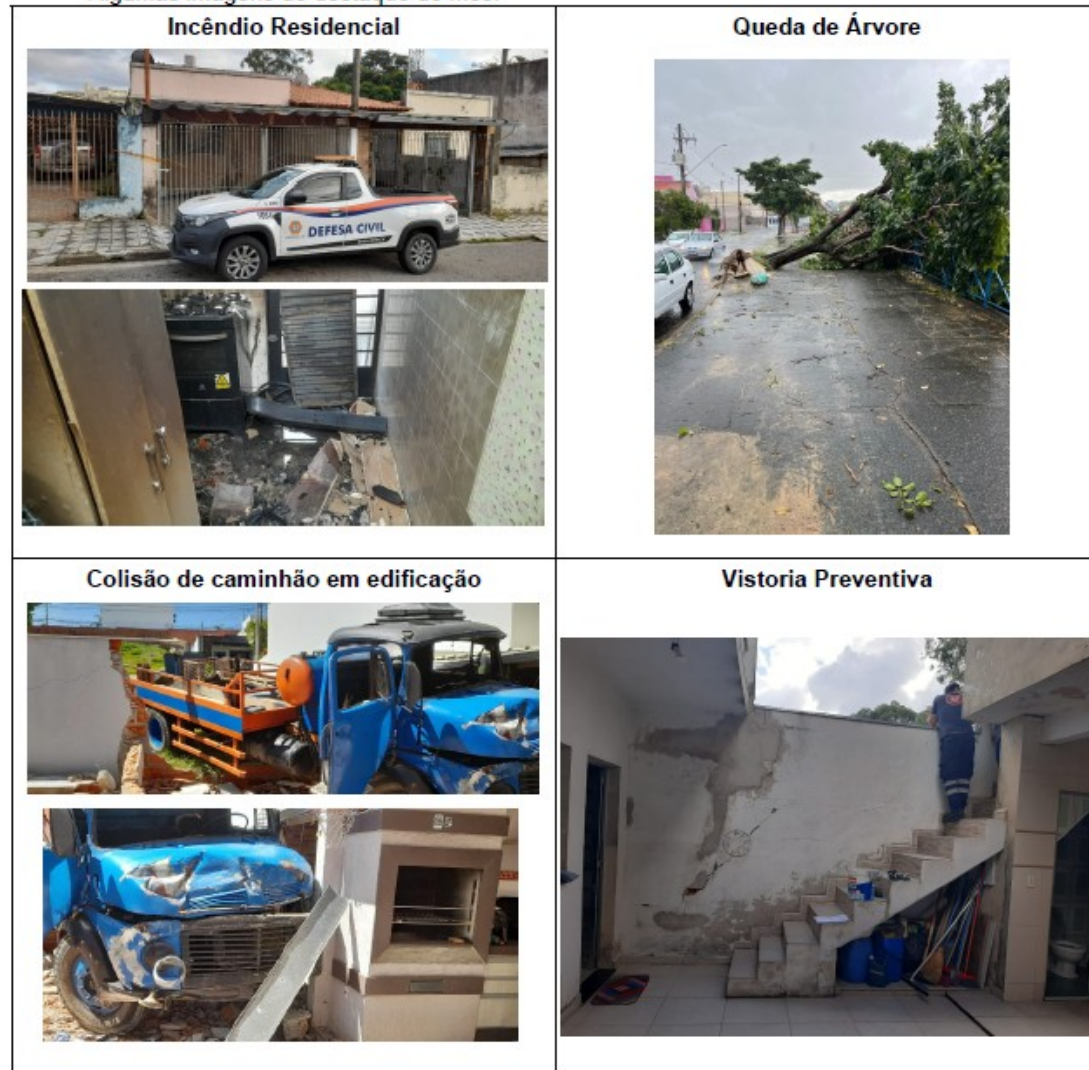 Incêndio Residencial
Queda de Árvore
DEFESA CIVIL
Colisão de caminhão em edificação
Vistoria Preventiva